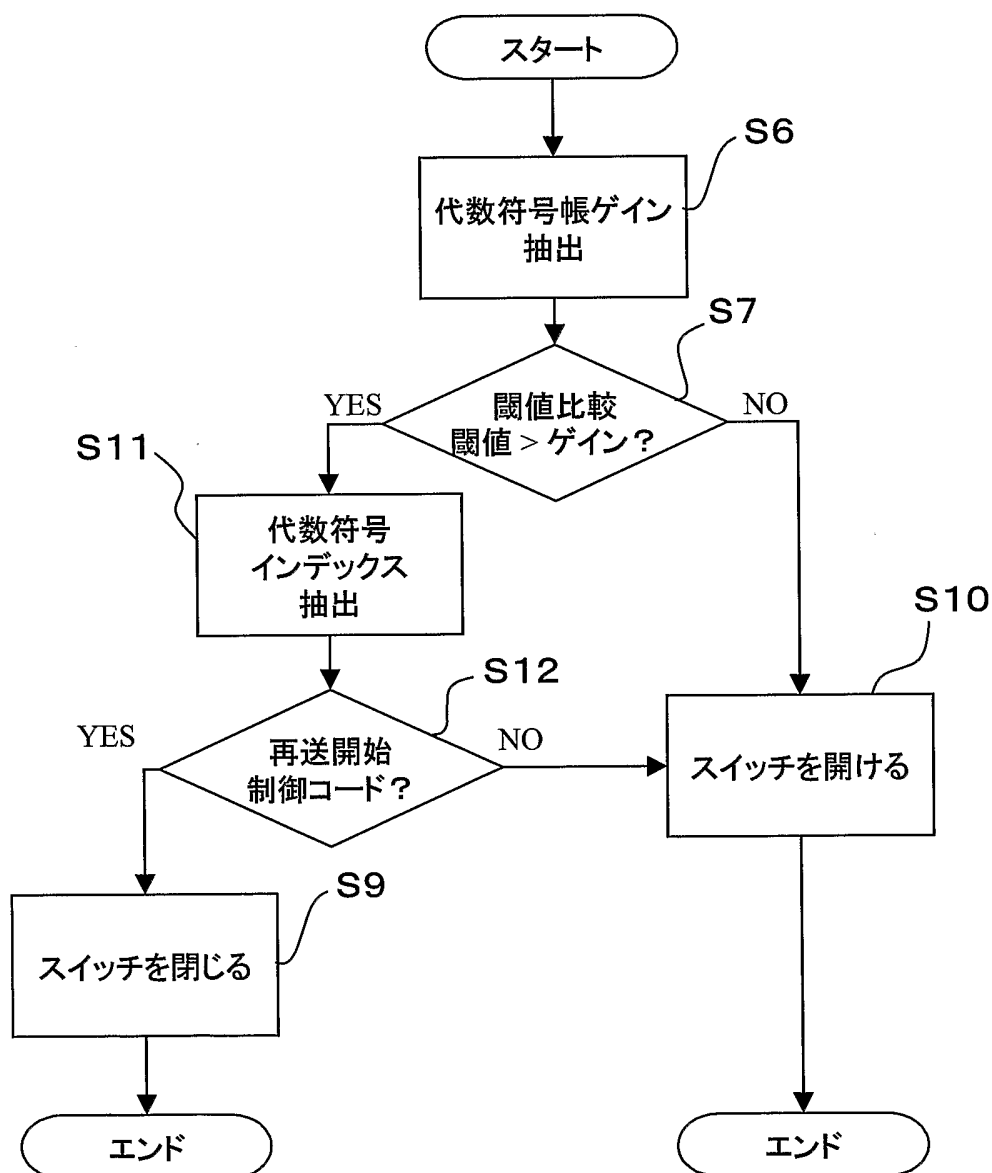 スタート
S6
代数符号帳ゲイン
抽出
S7
YES
閾値比較
閾値 > ゲイン？
NO
S11
代数符号
インデックス
抽出
S10
S12
YES
再送開始
制御コード？
NO
スイッチを開ける
S9
スイッチを閉じる
エンド
エンド